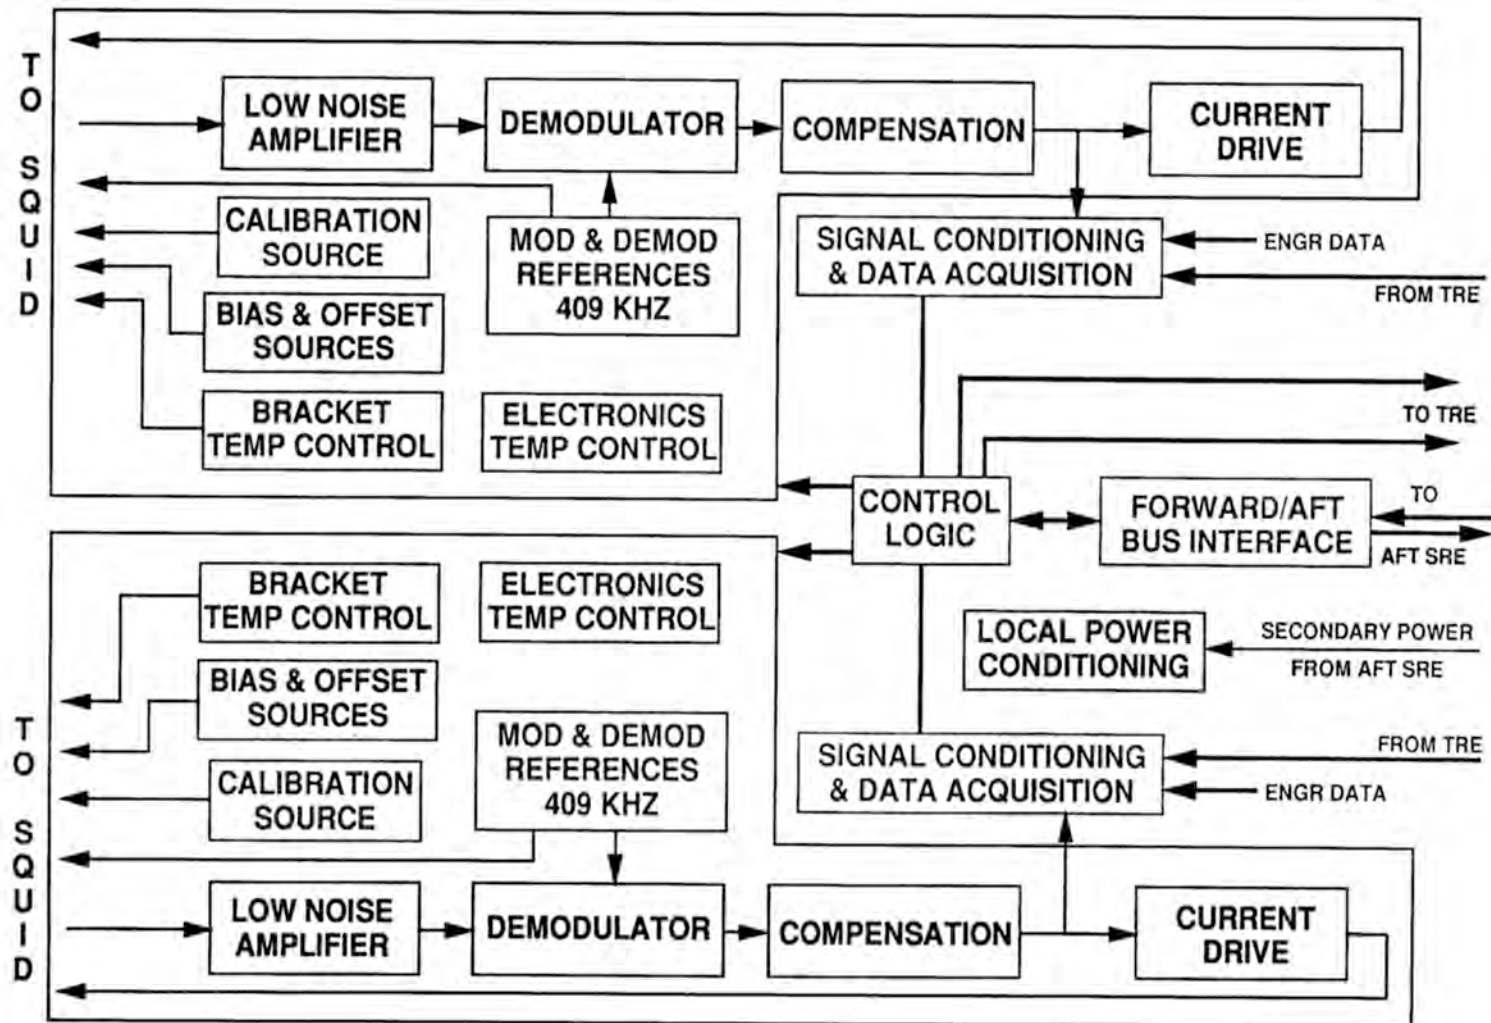 TO SQUID
LOW NOISE
AMPLIFIER
DEMODULATOR
COMPENSATION
CURRENT
DRIVE
CALIBRATION
SOURCE
MOD & DEMOD
REFERENCES
409 KHZ
SIGNAL CONDITIONING
& DATA ACQUISITION
ENGR DATA
FROM TRE
BIAS & OFFSET
SOURCES
BRACKET
TEMP CONTROL
ELECTRONICS
TEMP CONTROL
TO TRE
CONTROL
LOGIC
FORWARD/AFT
BUS INTERFACE
TO
AFT SRE
BRACKET
TEMP CONTROL
ELECTRONICS
TEMP CONTROL
LOCAL POWER
CONDITIONING
SECONDARY POWER
FROM AFT SRE
BIAS & OFFSET
SOURCES
TO SQUID
MOD & DEMOD
REFERENCES
409 KHZ
SIGNAL CONDITIONING
& DATA ACQUISITION
FROM TRE
ENGR DATA
CALIBRATION
SOURCE
LOW NOISE
AMPLIFIER
DEMODULATOR
COMPENSATION
CURRENT
DRIVE